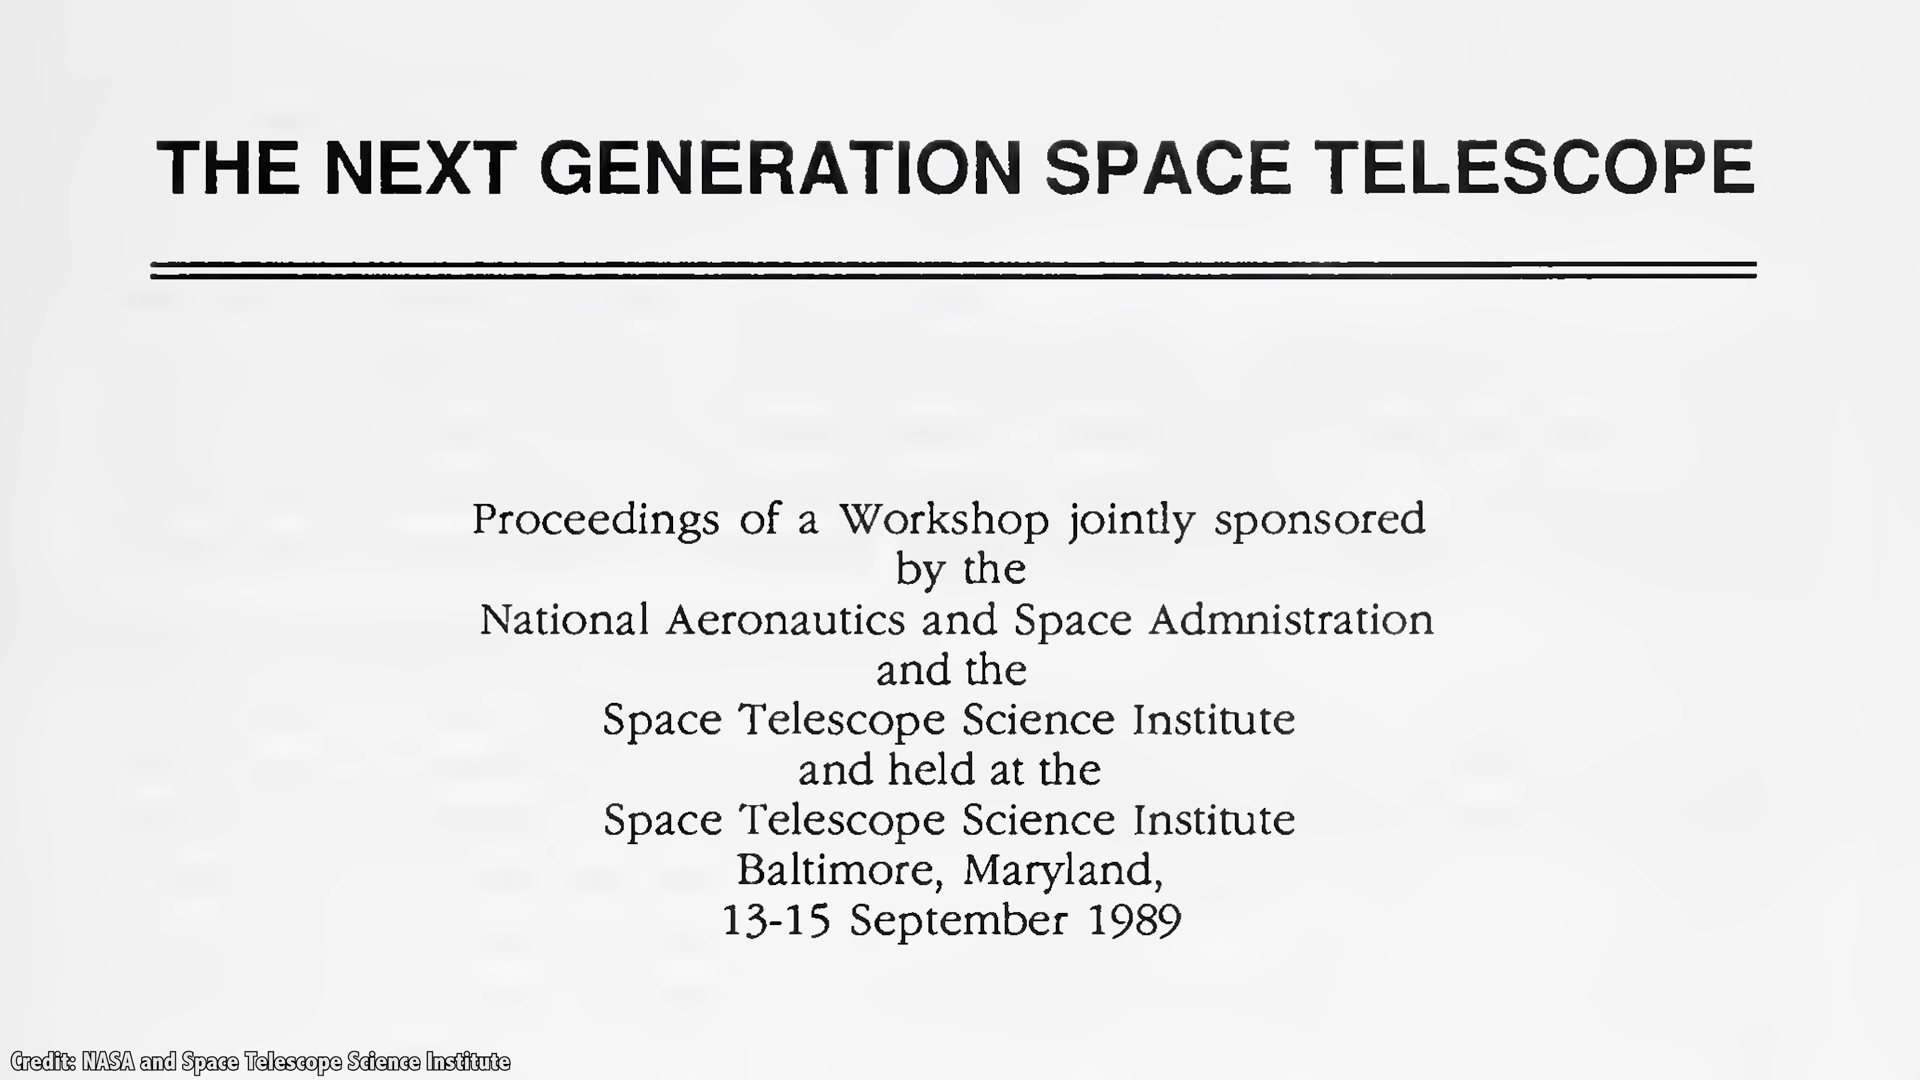 THE NEXT GENERATION SPACE TELESCOPE
Proceedings of a Workshop jointly sponsored
by the
National Aeronautics and Space Admnistration
and the
Space Telescope Science Institute
and held at the
Space Telescope Science Institute
Baltimore, Maryland,
13-15 September 1989
Credit: NASA and Space Telescope Science Institute